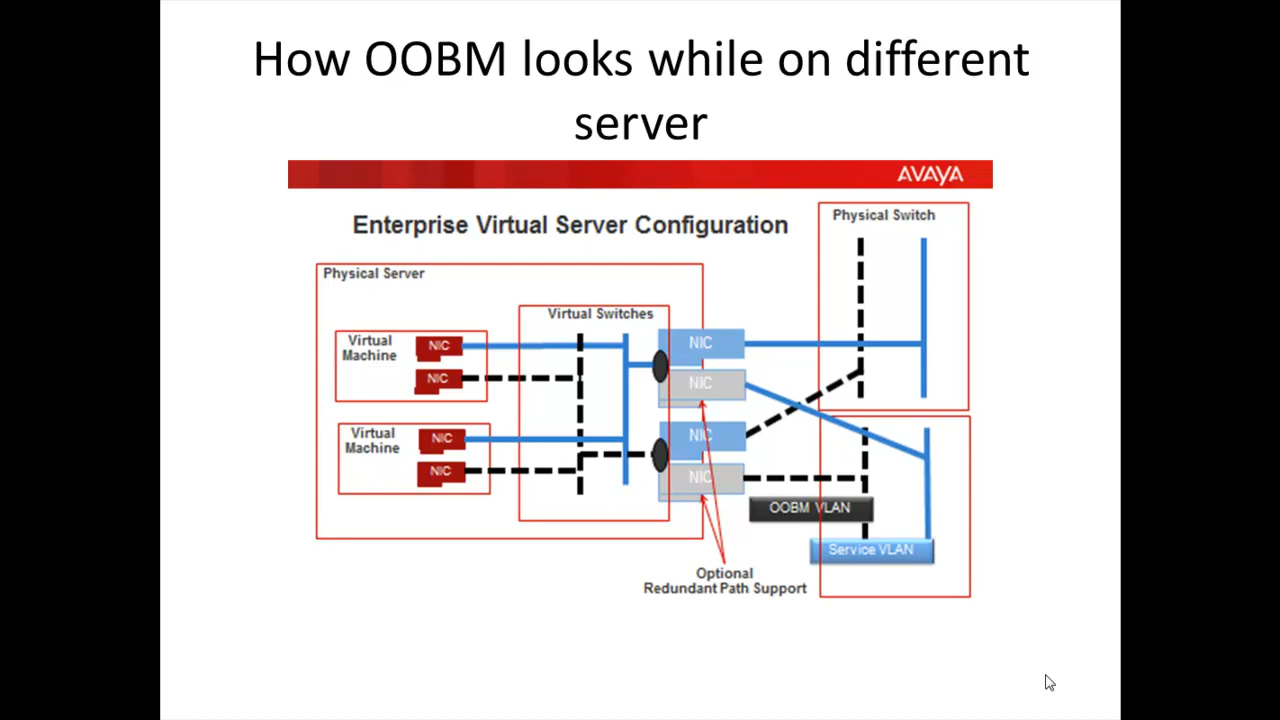 How OOBM looks while on different
server
AVAYA
Enterprise Virtual Server Configuration
Physical Switch
Physical Server
Virtual Switches
Virtual
Machine
NIC
NIC
NIC
NIC
Virtual
Machine
NIC
NIC
NIC
NIC
OOBM VLAN
Service VLAN
Optional
Redundant Path Support